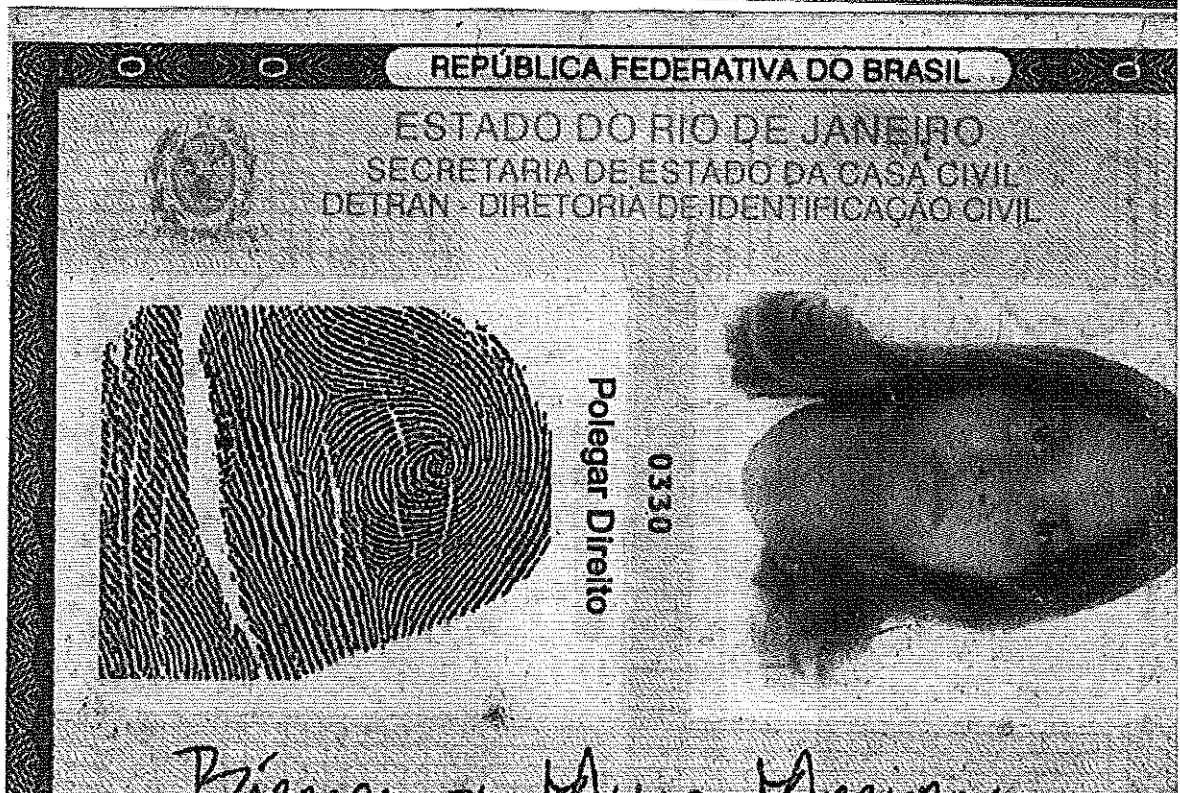 REPÚBLICA FEDERATIVA DO BRASIL
ESTADO DO RIO DE JANEIRO
SECRETARIA DE ESTADO DA CASA CIVIL
DETRAN - DIRETORIA DE IDENTIFICAÇÃO CIVIL
Polegar Direito
0330